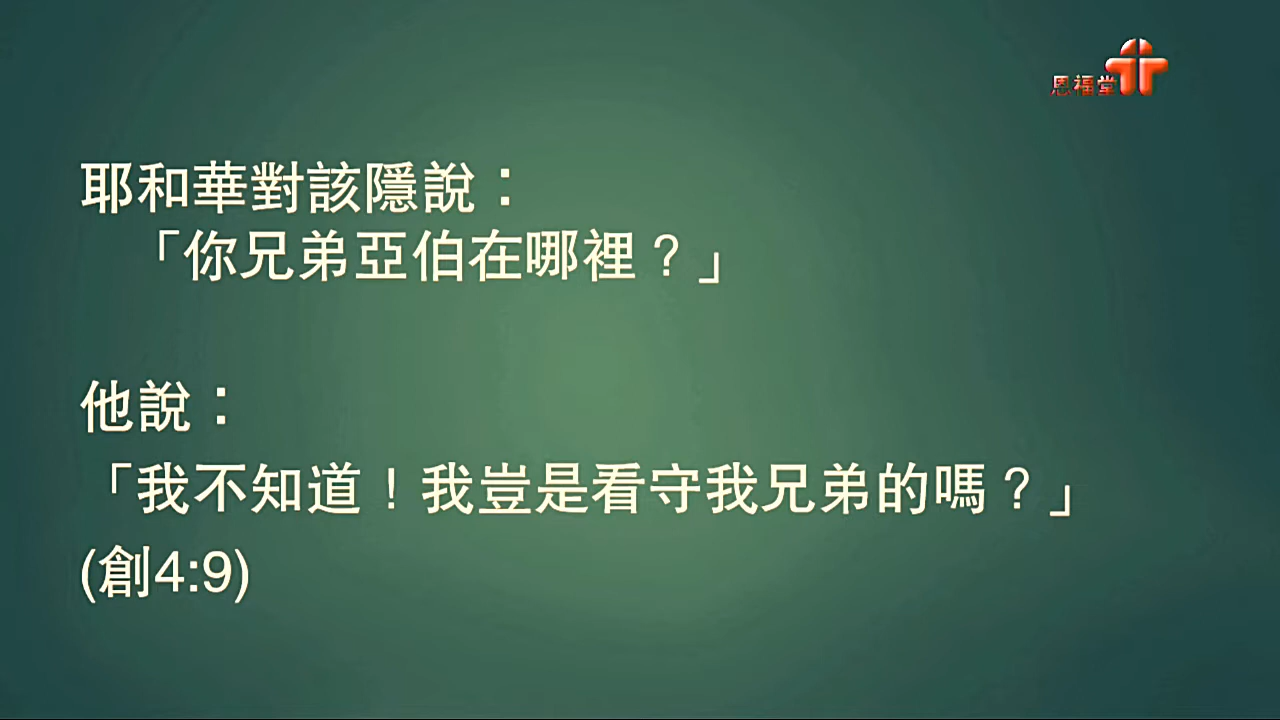 恩福堂
耶和華對該隱說：
「你兄弟亞伯在哪裡？」
他說：
「我不知道！我豈是看守我兄弟的嗎？」
(創4:9)